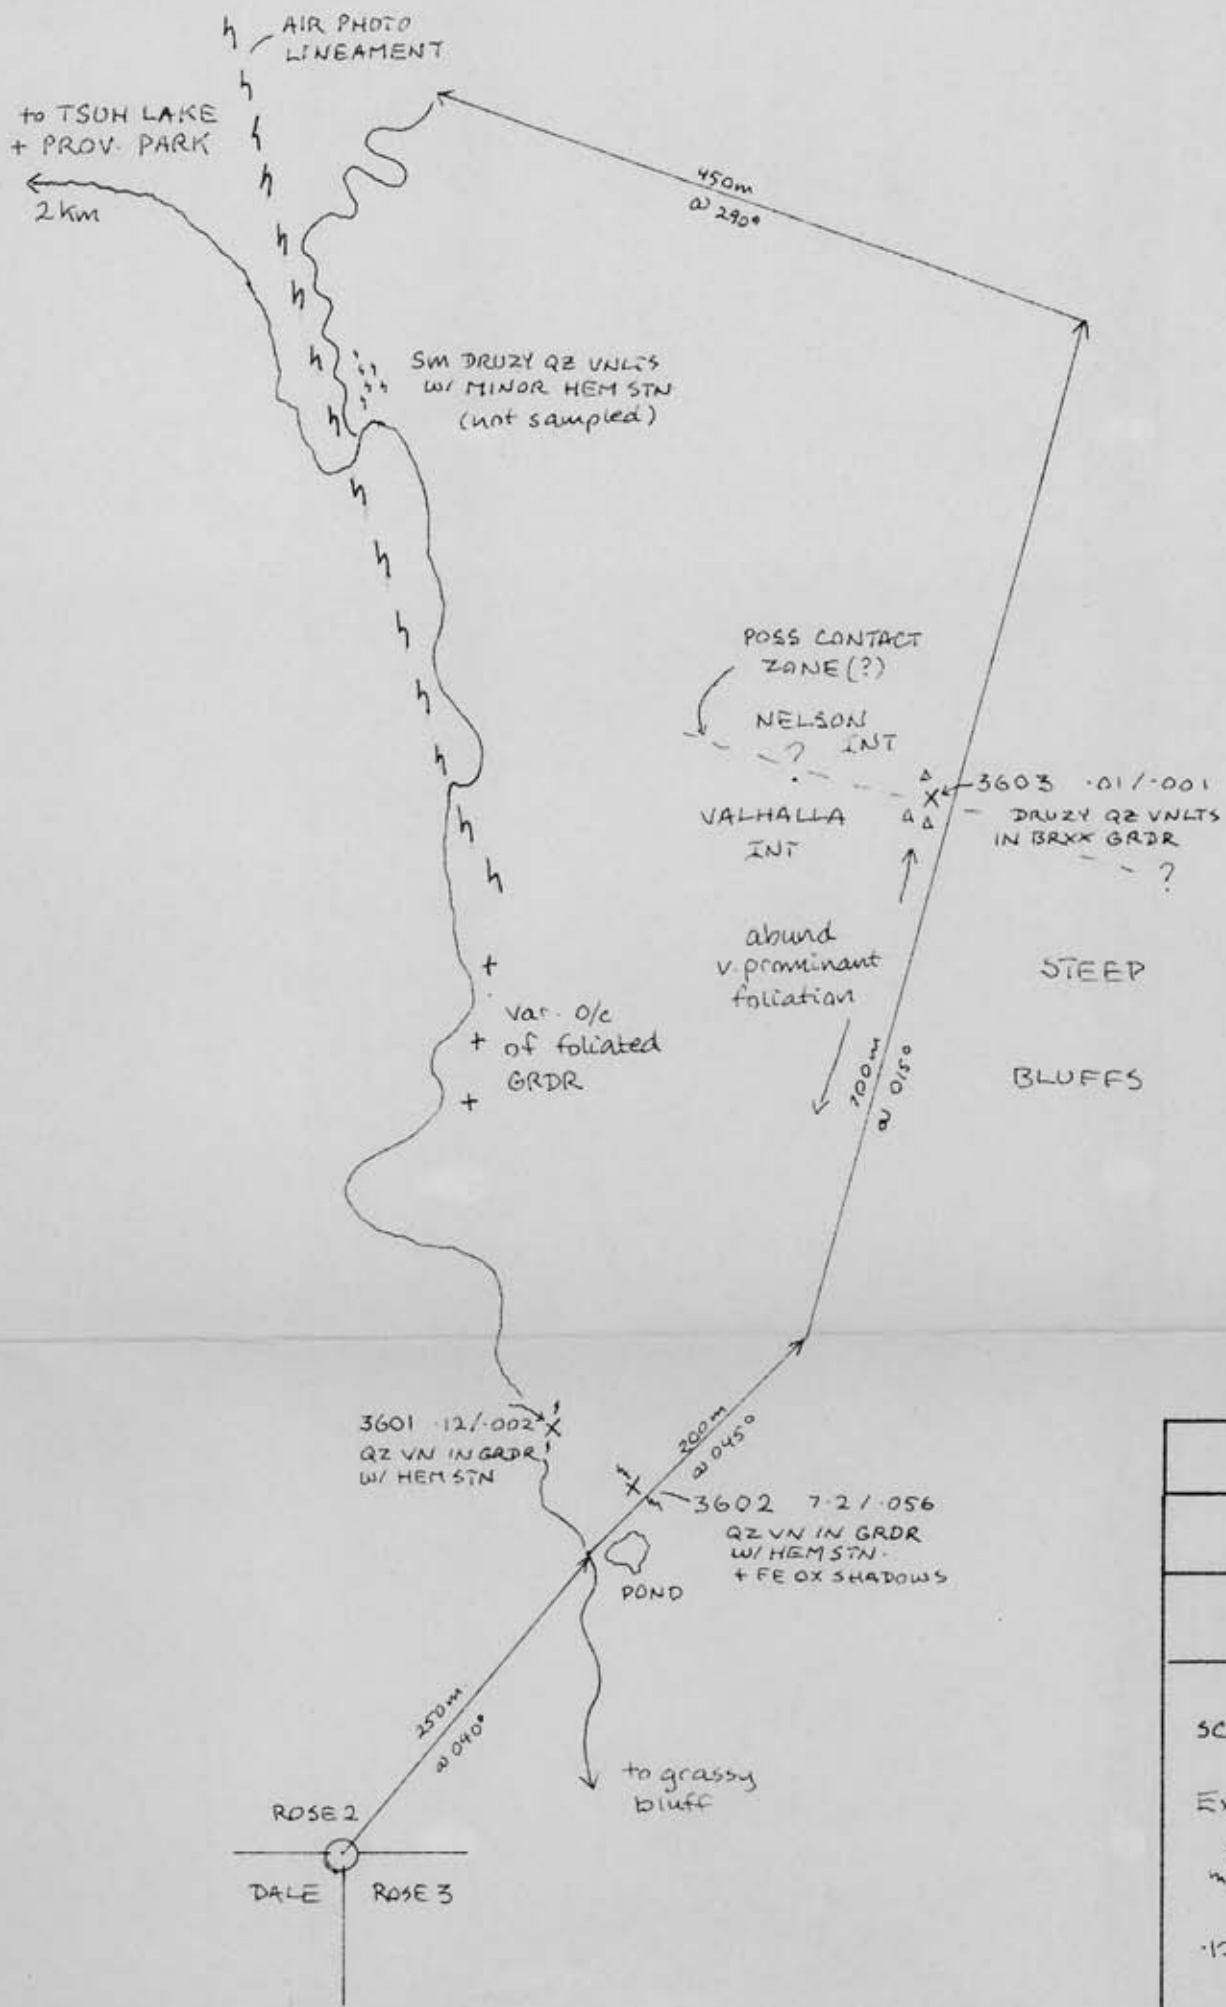 AIR PHOTO
LINEAMENT
to TSUH LAKE
+ PROV. PARK
2 Km
450m
@ 290°
SM DRUZY QZ VNLTS
W/ MINOR HEM STN
(not sampled)
POSS CONTACT
ZONE (?)
NELSON
INT
?
VALHALLA
INT
3603 .01/.001
DRUZY QZ VNLTS
IN BRXX GRDR
?
abund
v. prominant
foliation
STEEP
BLUFFS
700m
@ 015°
var. o/c
of foliated
GRDR
3601 .12/.002
QZ VN IN GRDR
W/ HEM STN
200m
@ 045°
3602 7.2/.056
QZ VN IN GRDR
W/ HEM STN.
+ FE OX SHADOWS
POND
250m
@ 040°
to grassy
bluff
ROSE 2
DALE
ROSE 3
SC
EX
.12